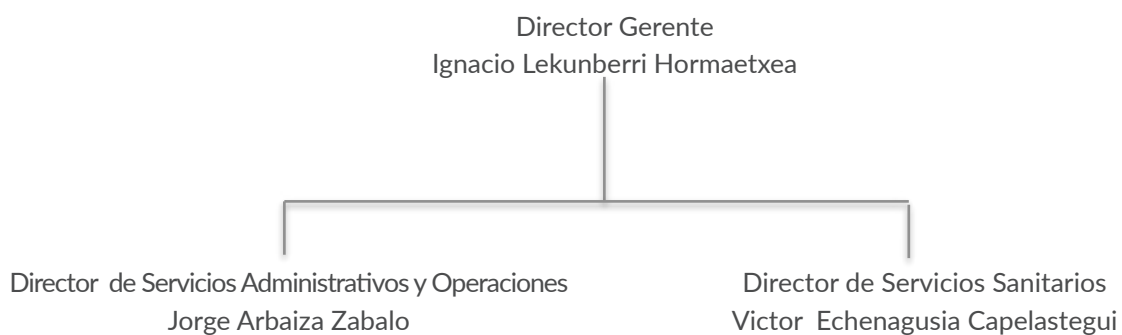 Director Gerente
Ignacio Lekunberri Hormaetxea
Director de Servicios Administrativos y Operaciones
Jorge Arbaiza Zabalo
Director de Servicios Sanitarios
Victor Echenagusia Capelastegui